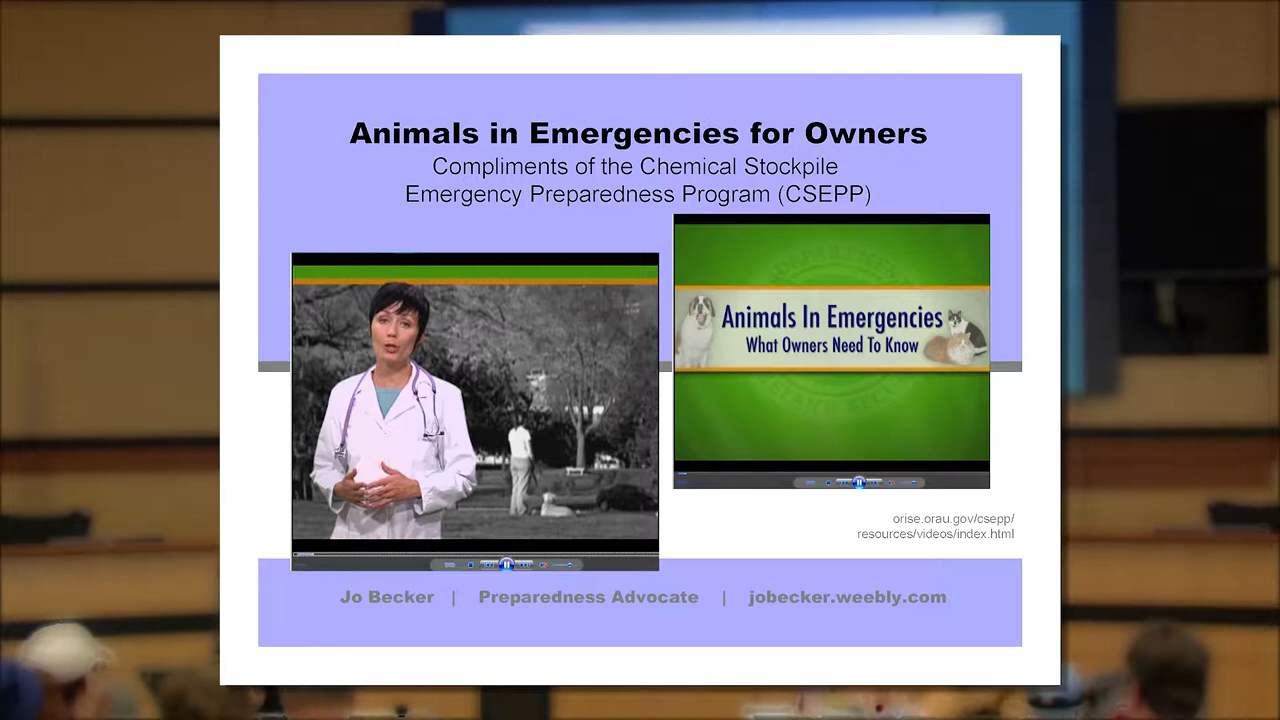 Animals in Emergencies for Owners
Compliments of the Chemical Stockpile
Emergency Preparedness Program (CSEPP)
Animals In Emergencies
What Owners Need To Know
orise.orau.gov/csepp/
resources/videos/index.html
Jo Becker | Preparedness Advocate | jobecker.weebly.com